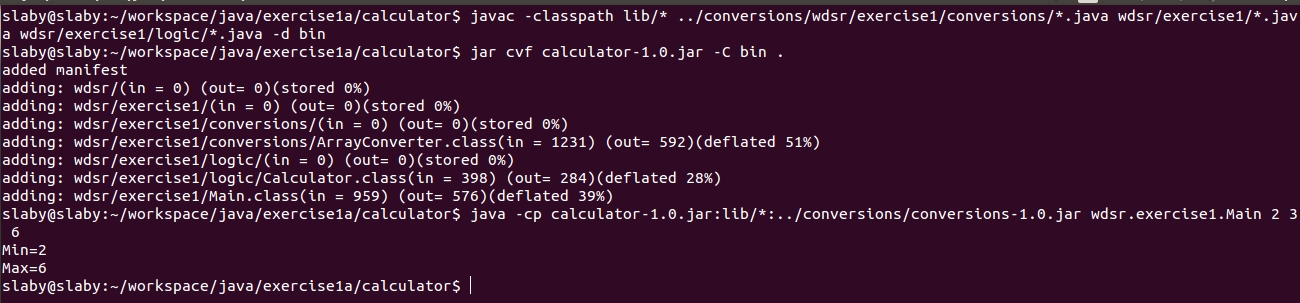 slaby@slaby:~/workspace/java/exercise1a/calculator$ javac -classpath lib/* ../conversions/wdsr/exercise1/conversions/*.java wdsr/exercise1/*.jav
a wdsr/exercise1/logic/*.java -d bin
slaby@slaby:~/workspace/java/exercise1a/calculator$ jar cvf calculator-1.0.jar -C bin .
added manifest
adding: wdsr/(in = 0) (out= 0)(stored 0%)
adding: wdsr/exercise1/(in = 0) (out= 0)(stored 0%)
adding: wdsr/exercise1/conversions/(in = 0) (out= 0)(stored 0%)
adding: wdsr/exercise1/conversions/ArrayConverter.class(in = 1231) (out= 592)(deflated 51%)
adding: wdsr/exercise1/logic/(in = 0) (out= 0)(stored 0%)
adding: wdsr/exercise1/logic/Calculator.class(in = 398) (out= 284)(deflated 28%)
adding: wdsr/exercise1/Main.class(in = 959) (out= 576)(deflated 39%)
slaby@slaby:~/workspace/java/exercise1a/calculator$ java -cp calculator-1.0.jar:lib/*:../conversions/conversions-1.0.jar wdsr.exercise1.Main 2 3
 6
Min=2
Max=6
slaby@slaby:~/workspace/java/exercise1a/calculator$